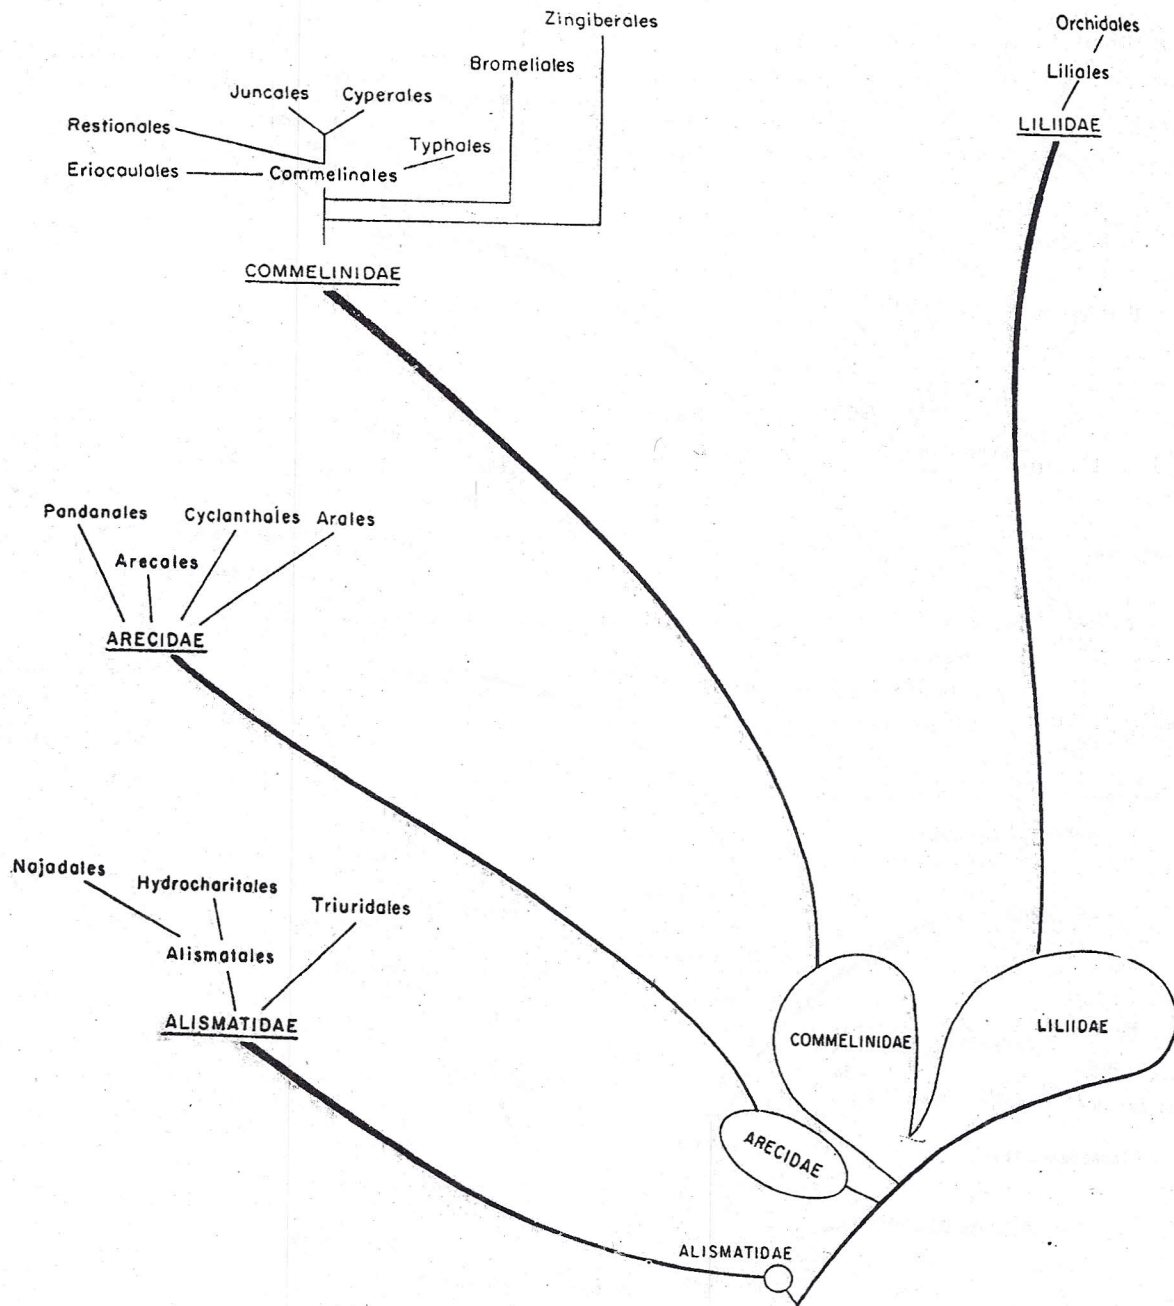 Zingiberales
Orchidales
Bromeliales
Liliales
Juncales
Cyperales
LILIIDAE
Restionales
Typhales
Eriocaulales
Commelinales
COMMELINIDAE
Pandanales
Cyclanthales
Arales
Arecales
ARECIDAE
Najadales
Hydrocharitales
Triuridales
Alismatales
ALISMATIDAE
COMMELINIDAE
LILIIDAE
ARECIDAE
ALISMATIDAE